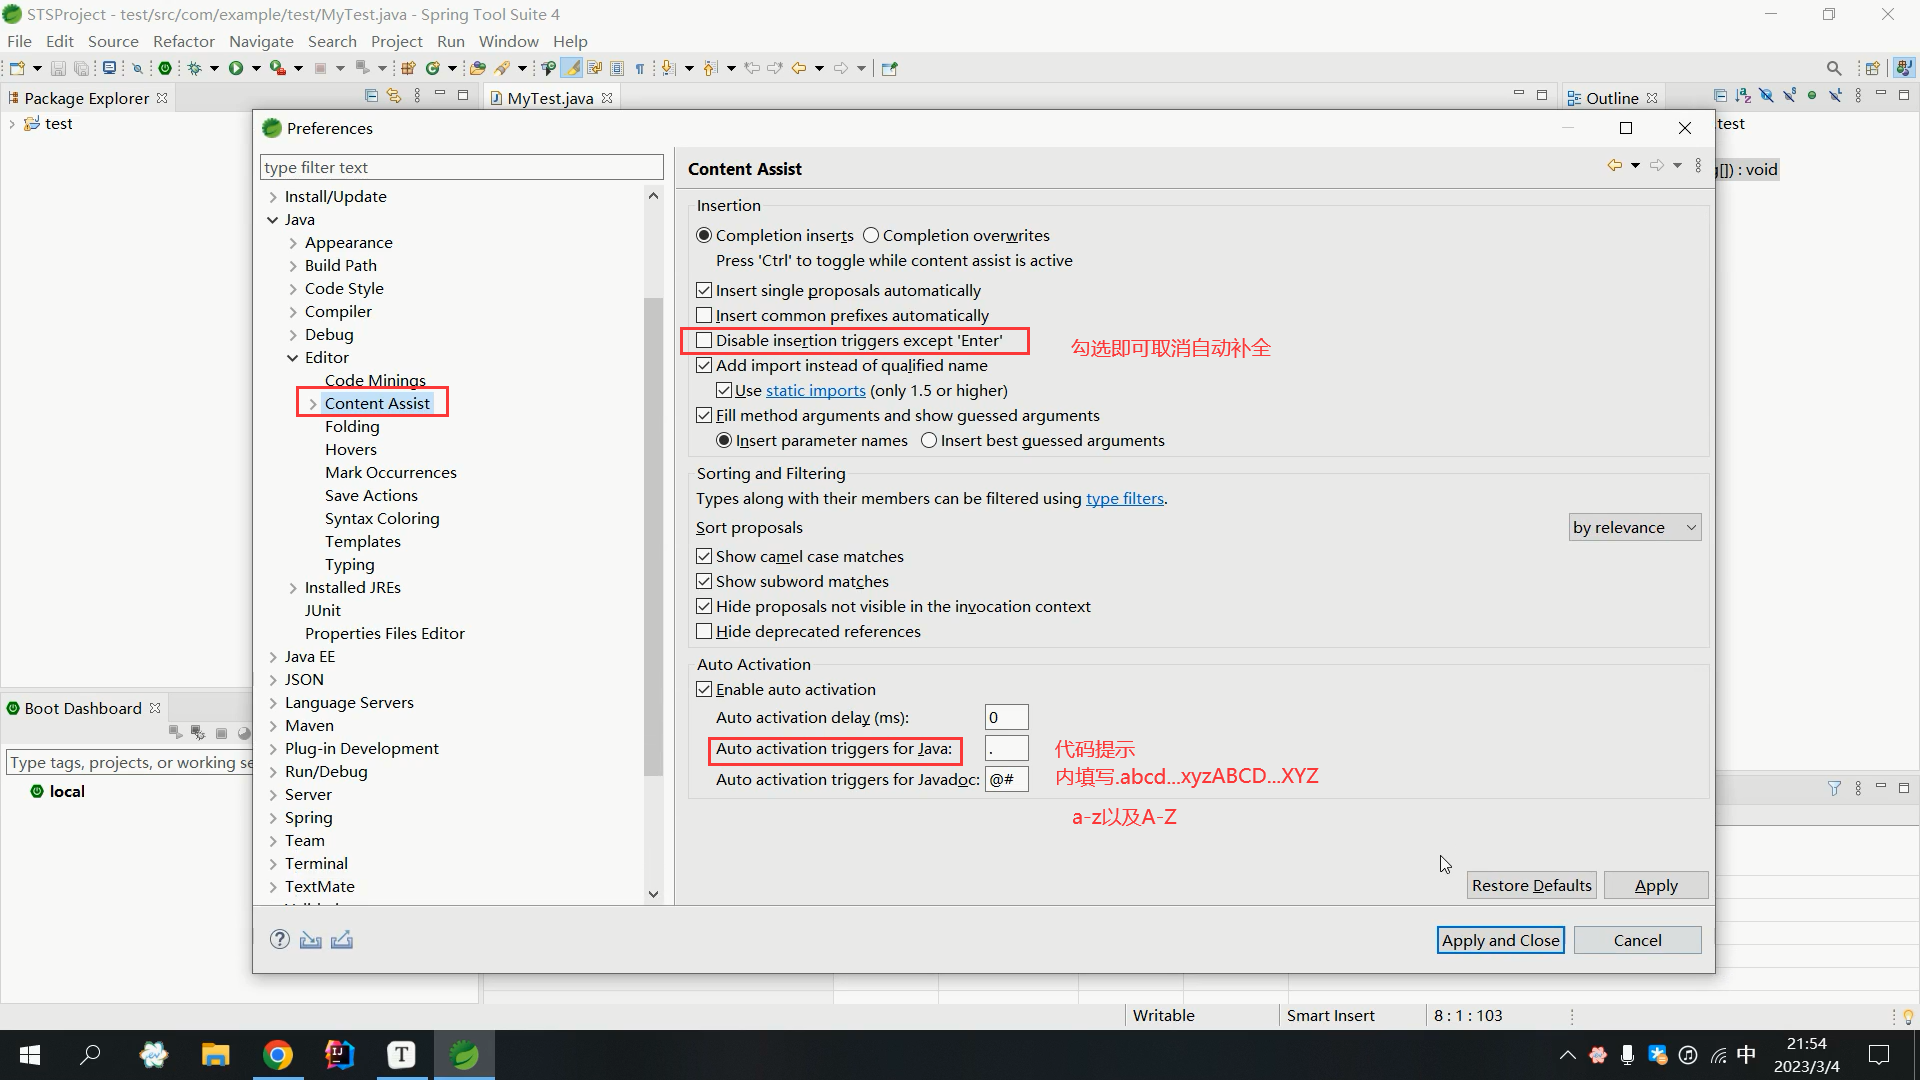 STSProject - test/src/com/example/test/MyTest.java - Spring Tool Suite 4
File Edit Source Refactor Navigate Search Project Run Window Help
Package Explorer
MyTest.java
Outline
test
test
g[]) : void
Preferences
type filter text
Install/Update
Java
Appearance
Build Path
Code Style
Compiler
Debug
Editor
Code Minings
Content Assist
Folding
Hovers
Mark Occurrences
Save Actions
Syntax Coloring
Templates
Typing
Installed JREs
JUnit
Properties Files Editor
Java EE
JSON
Language Servers
Maven
Plug-in Development
Run/Debug
Server
Spring
Team
Terminal
TextMate
Content Assist
Insertion
Completion inserts Completion overwrites
Press 'Ctrl' to toggle while content assist is active
Insert single proposals automatically
Insert common prefixes automatically
Disable insertion triggers except 'Enter'
勾选即可取消自动补全
Add import instead of qualified name
Use static imports (only 1.5 or higher)
Fill method arguments and show guessed arguments
Insert parameter names Insert best guessed arguments
Sorting and Filtering
Types along with their members can be filtered using type filters.
Sort proposals by relevance
Show camel case matches
Show subword matches
Hide proposals not visible in the invocation context
Hide deprecated references
Auto Activation
Enable auto activation
Auto activation delay (ms): 0
Auto activation triggers for Java: .
代码提示
Auto activation triggers for Javadoc: @#
内填写.abcd...xyzABCD...XYZ
a-z以及A-Z
Restore Defaults Apply
Apply and Close Cancel
Boot Dashboard
Type tags, projects, or working se
local
Writable Smart Insert 8 : 1 : 103
中
21:54
2023/3/4